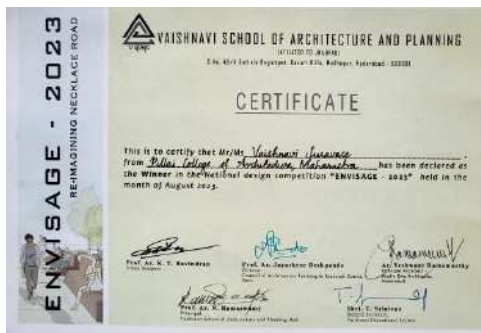 ENVISAGE - 2023
RE-IMAGINING NECKLACE ROAD
VAISHNAVI SCHOOL OF ARCHITECTURE AND PLANNING
CERTIFICATE
This is to certify that Mr/Ms Vaishnavi Suravase
from Pillai College of Architecture, Maharashtra has been declared as
the Winner in the National design competition "ENVISAGE - 2023" held in the
month of August 2023.
Prof. Ar. K. T. Ravindran
Prof. Ar. Jayashree Deshpande
Ar. Yeshwant Ramamurthy
Prof. Ar. N.
Principal
Shri. T. Srinivas